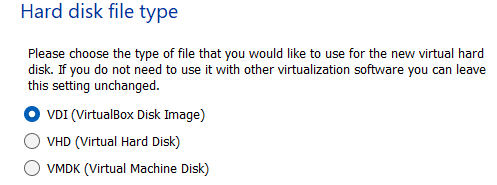 Hard disk file type
Please choose the type of file that you would like to use for the new virtual hard
disk. If you do not need to use it with other virtualization software you can leave
this setting unchanged.
VDI (VirtualBox Disk Image)
VHD (Virtual Hard Disk)
VMDK (Virtual Machine Disk)